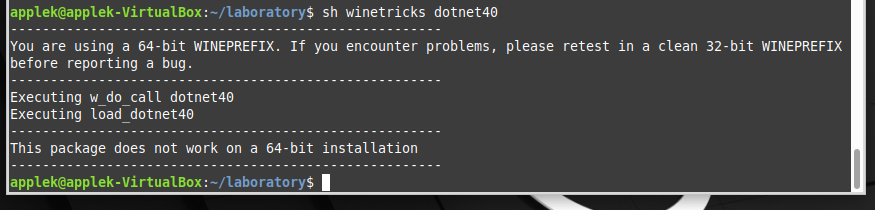 applek@applek-VirtualBox:~/laboratory$ sh winetricks dotnet40
------------------------------------------------------
You are using a 64-bit WINEPREFIX. If you encounter problems, please retest in a clean 32-bit WINEPREFIX
before reporting a bug.
------------------------------------------------------
Executing w_do_call dotnet40
Executing load_dotnet40
------------------------------------------------------
This package does not work on a 64-bit installation
------------------------------------------------------
applek@applek-VirtualBox:~/laboratory$